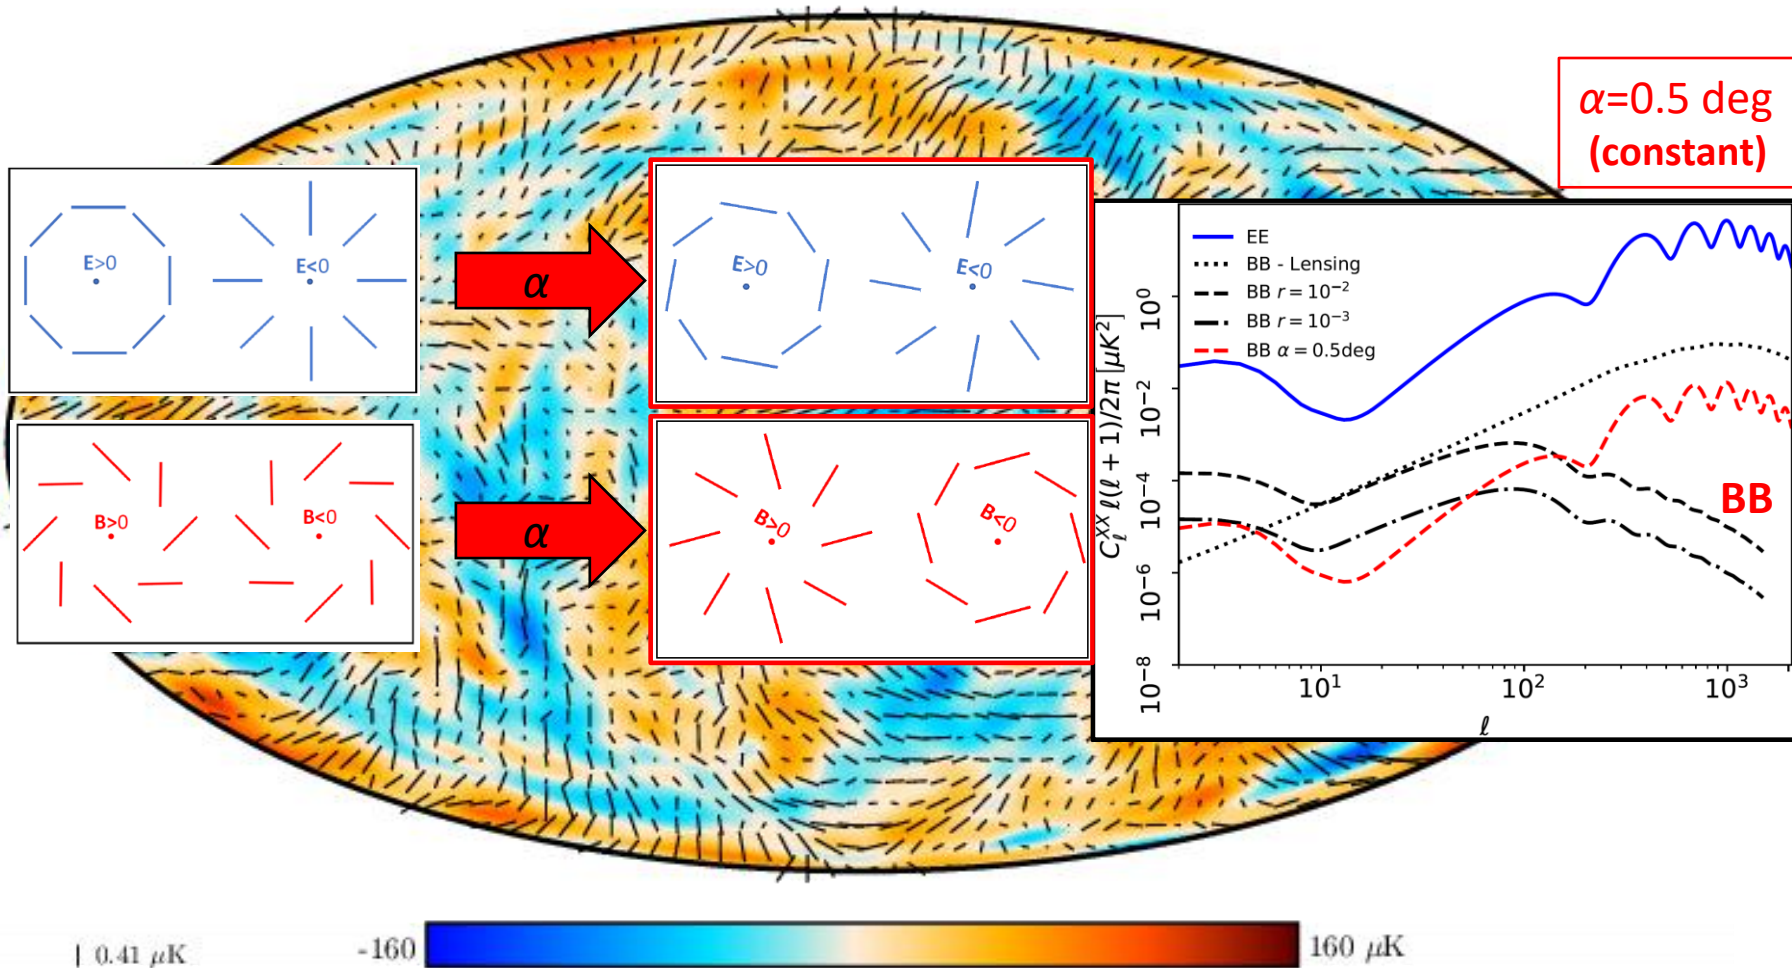 α=0.5 deg
(constant)
E>0
E<0
α
E>0
E<0
B>0
B<0
α
B>0
B<0
EE
BB - Lensing
BB r = 10⁻²
BB r = 10⁻³
BB α = 0.5deg
BB
C_ℓ^XX ℓ(ℓ + 1)/2π [μK²]
10⁰
10⁻²
10⁻⁴
10⁻⁶
10⁻⁸
10¹
10²
10³
ℓ
0.41 μK
-160
160 μK